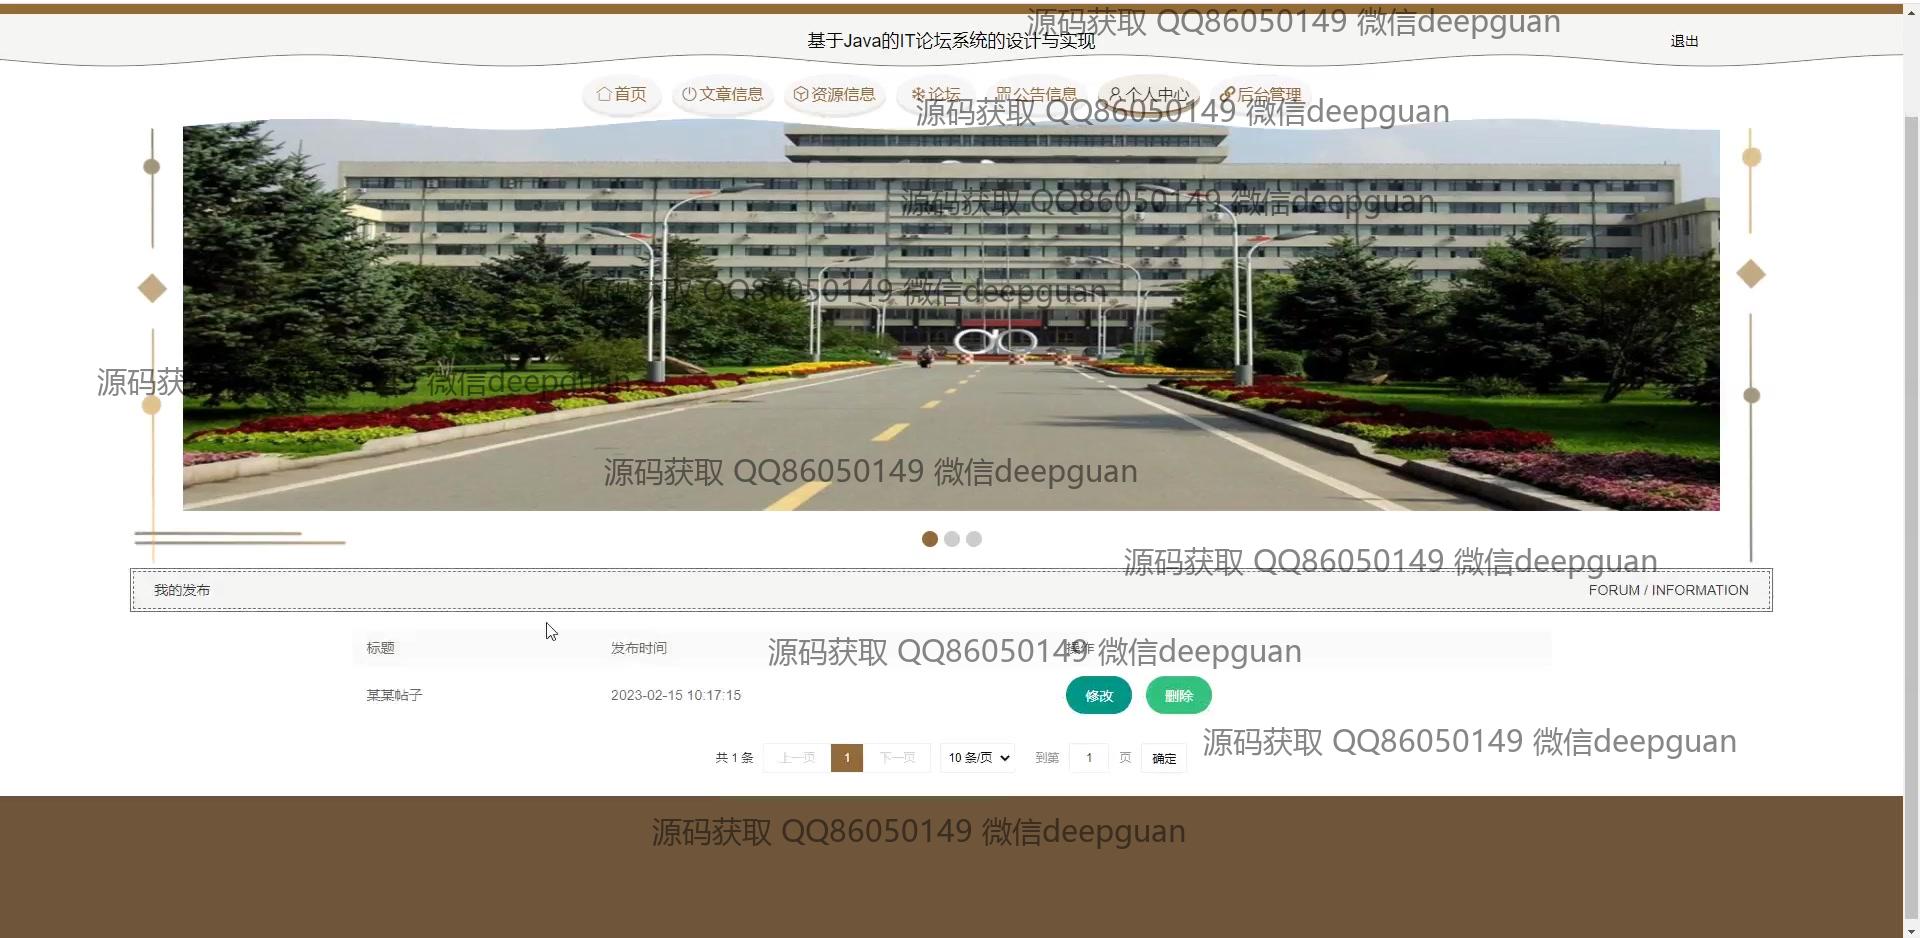 源码获取 QQ86050149 微信deepguan
基于Java的IT论坛系统的设计与实现
退出
首页 文章信息 资源信息 论坛 公告信息 个人中心 后台管理
源码获取 QQ86050149 微信deepguan
源码获取 QQ86050149 微信deepguan
源码获取 QQ86050149 微信deepguan
源码获 微信deepguan
源码获取 QQ86050149 微信deepguan
源码获取 QQ86050149 微信deepguan
我的发布 FORUM / INFORMATION
标题 发布时间 操作
源码获取 QQ86050149 微信deepguan
某某帖子 2023-02-15 10:17:15 修改 删除
源码获取 QQ86050149 微信deepguan
共 1 条 上一页 1 下一页 10 条/页 到第 1 页 确定
源码获取 QQ86050149 微信deepguan